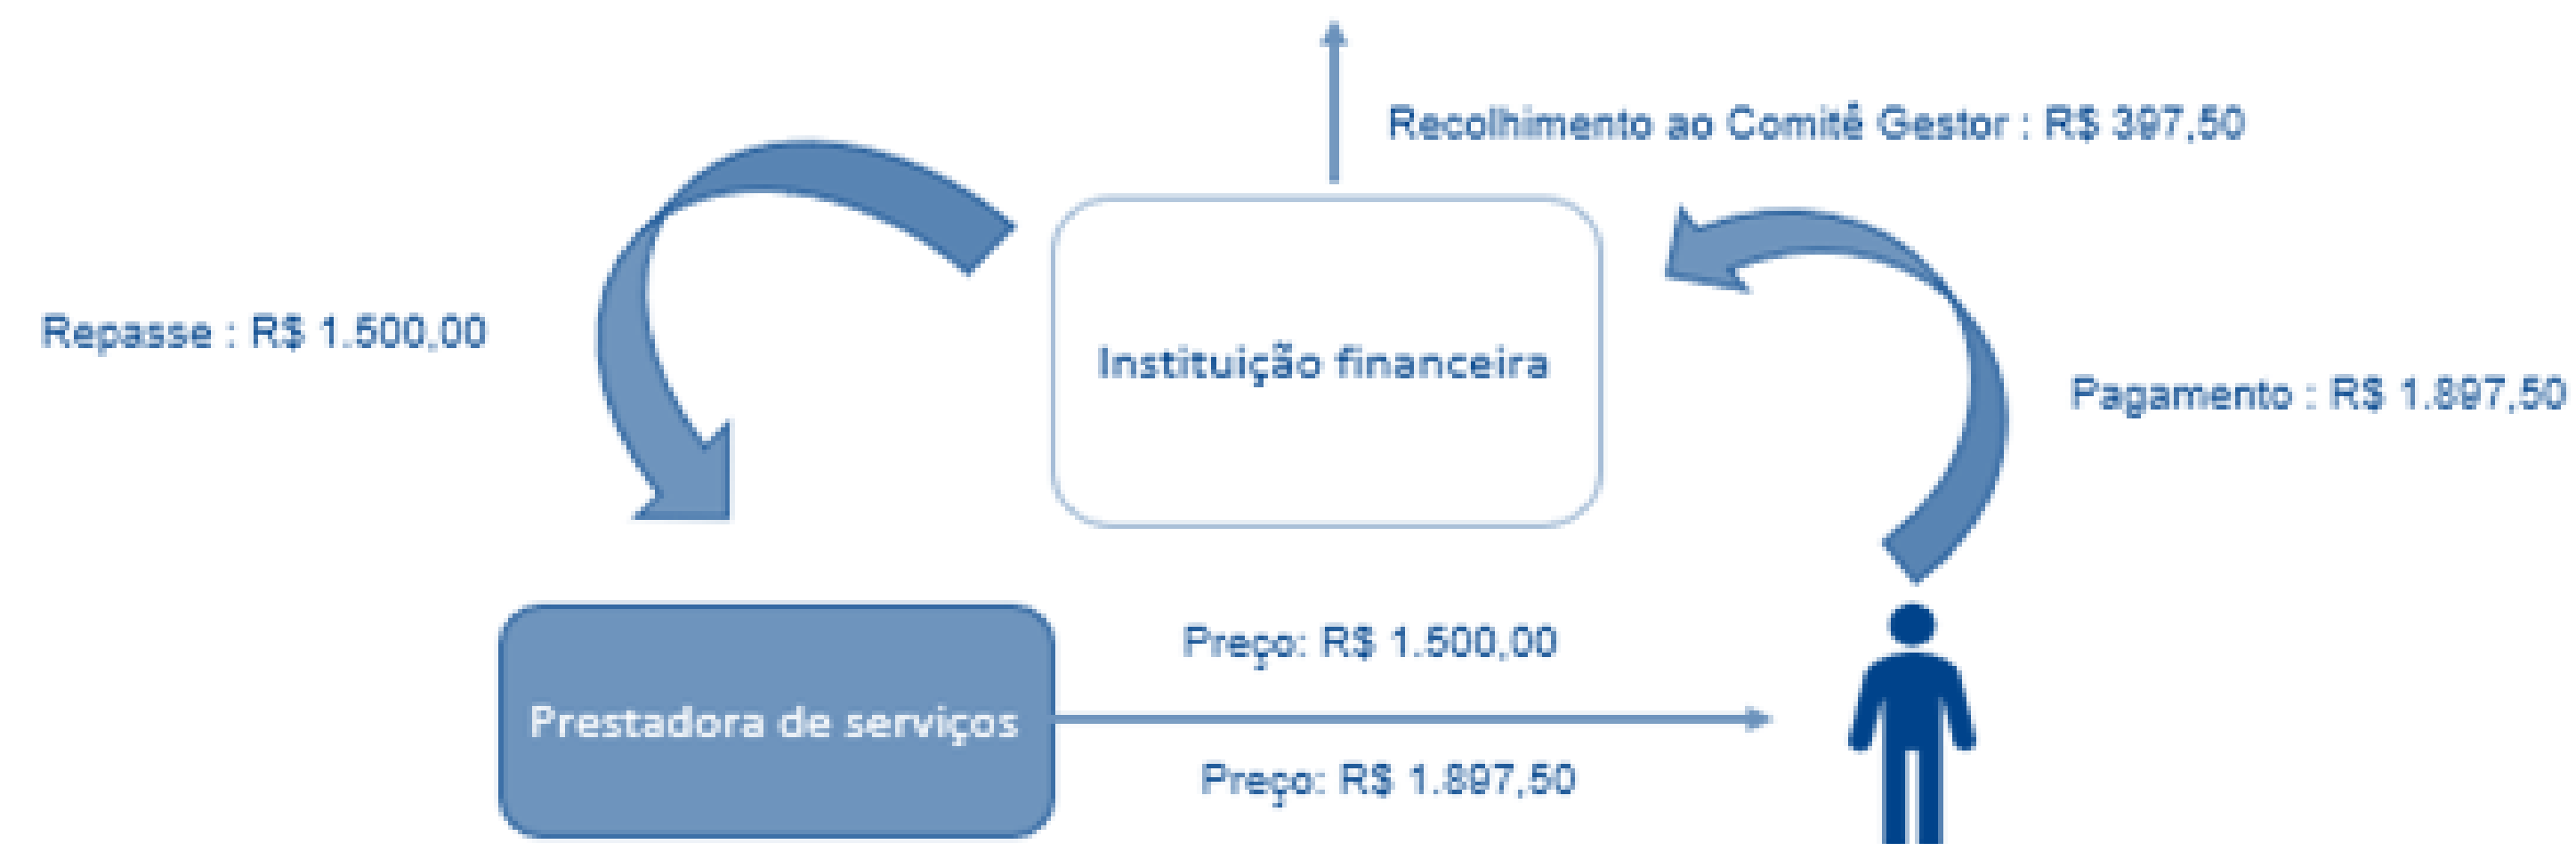 Recolhimento ao Comitê Gestor : R$ 397,50
Repasse : R$ 1.500,00
Instituição financeira
Pagamento : R$ 1.897,50
Preço: R$ 1.500,00
Prestadora de serviços
Preço: R$ 1.897,50